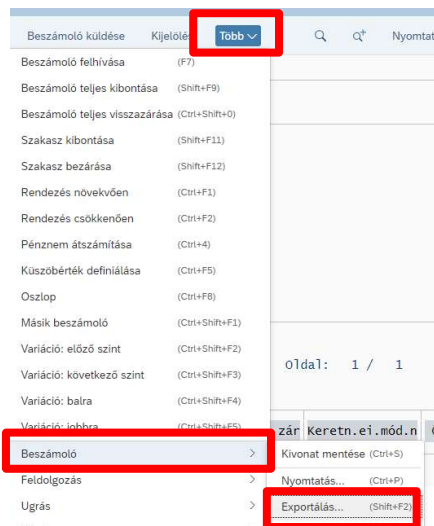 Beszámoló küldése Kijelölés Több Nyomtat
Beszámoló felhívása (F7)
Beszámoló teljes kibontása (Shift+F9)
Beszámoló teljes visszazárása (Ctrl+Shift+0)
Szakasz kibontása (Shift+F11)
Szakasz bezárása (Shift+F12)
Rendezés növekvően (Ctrl+F1)
Rendezés csökkenően (Ctrl+F2)
Pénznem átszámítása (Ctrl+4)
Küszöbérték definiálása (Ctrl+F5)
Oszlop (Ctrl+F8)
Másik beszámoló (Ctrl+Shift+F1)
Variáció: előző szint (Ctrl+Shift+F2)
Oldal: 1 / 1
Variáció: következő szint (Ctrl+Shift+F3)
Variáció: balra (Ctrl+Shift+F4)
Variáció: jobbra (Ctrl+Shift+F5)
zár Keretn.ei.mód.n
Beszámoló Kivonat mentése (Ctrl+S)
Feldolgozás Nyomtatás... (Ctrl+P)
Ugrás Exportálás... (Shift+F2)